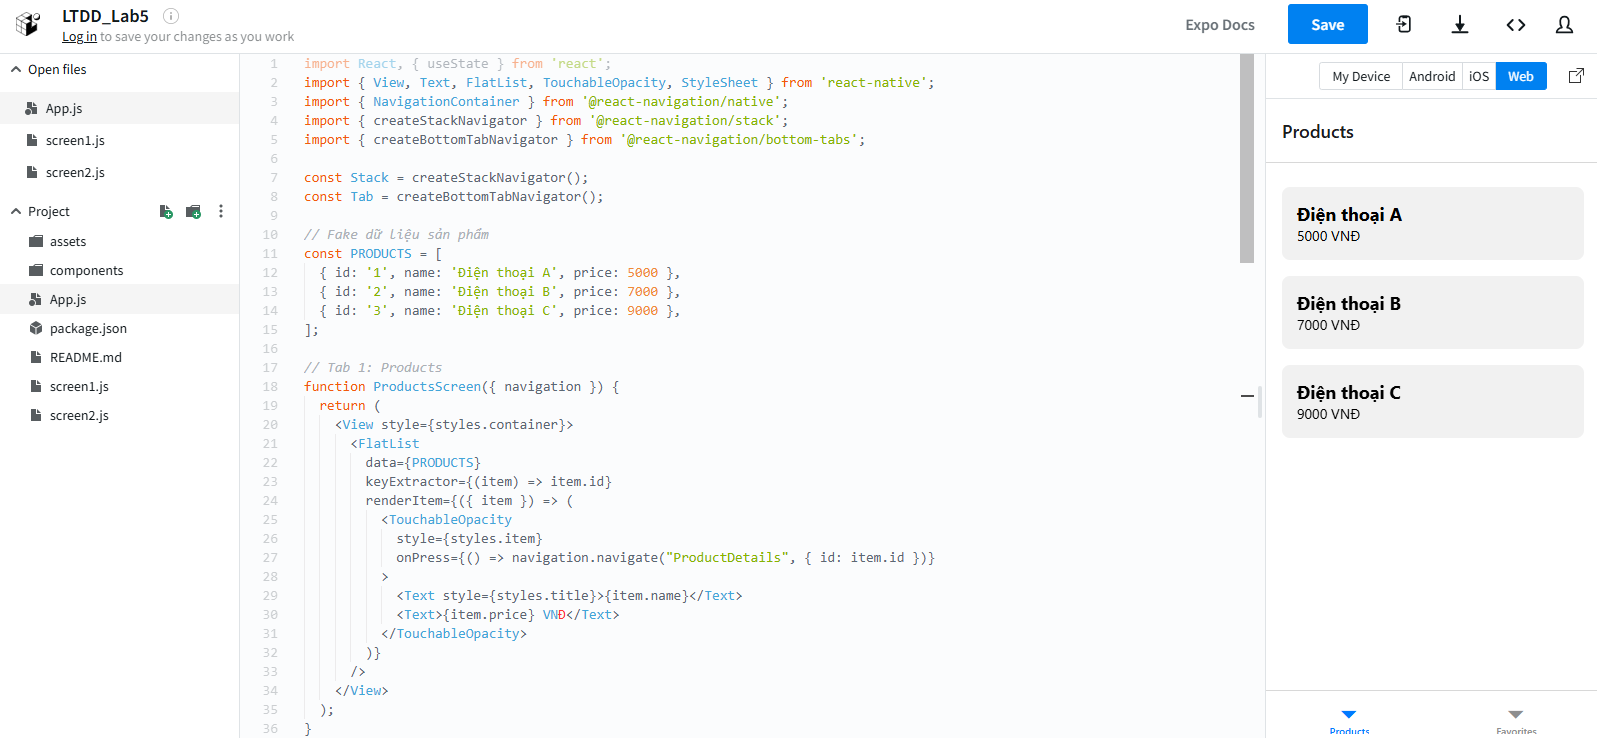 LTDD_Lab5
Log in to save your changes as you work
Expo Docs
Save
Open files
App.js
screen1.js
screen2.js
Project
assets
components
App.js
package.json
README.md
screen1.js
screen2.js
1 import React, { useState } from 'react';
2 import { View, Text, FlatList, TouchableOpacity, StyleSheet } from 'react-native';
3 import { NavigationContainer } from '@react-navigation/native';
4 import { createStackNavigator } from '@react-navigation/stack';
5 import { createBottomTabNavigator } from '@react-navigation/bottom-tabs';
6
7 const Stack = createStackNavigator();
8 const Tab = createBottomTabNavigator();
9
10 // Fake dữ liệu sản phẩm
11 const PRODUCTS = [
12 { id: '1', name: 'Điện thoại A', price: 5000 },
13 { id: '2', name: 'Điện thoại B', price: 7000 },
14 { id: '3', name: 'Điện thoại C', price: 9000 },
15 ];
16
17 // Tab 1: Products
18 function ProductsScreen({ navigation }) {
19 return (
20 <View style={styles.container}>
21 <FlatList
22 data={PRODUCTS}
23 keyExtractor={(item) => item.id}
24 renderItem={({ item }) => (
25 <TouchableOpacity
26 style={styles.item}
27 onPress={() => navigation.navigate("ProductDetails", { id: item.id })}
28 >
29 <Text style={styles.title}>{item.name}</Text>
30 <Text>{item.price} VNĐ</Text>
31 </TouchableOpacity>
32 )}
33 />
34 </View>
35 );
36 }
My Device
Android
iOS
Web
Products
Điện thoại A
5000 VNĐ
Điện thoại B
7000 VNĐ
Điện thoại C
9000 VNĐ
Products
Favorites